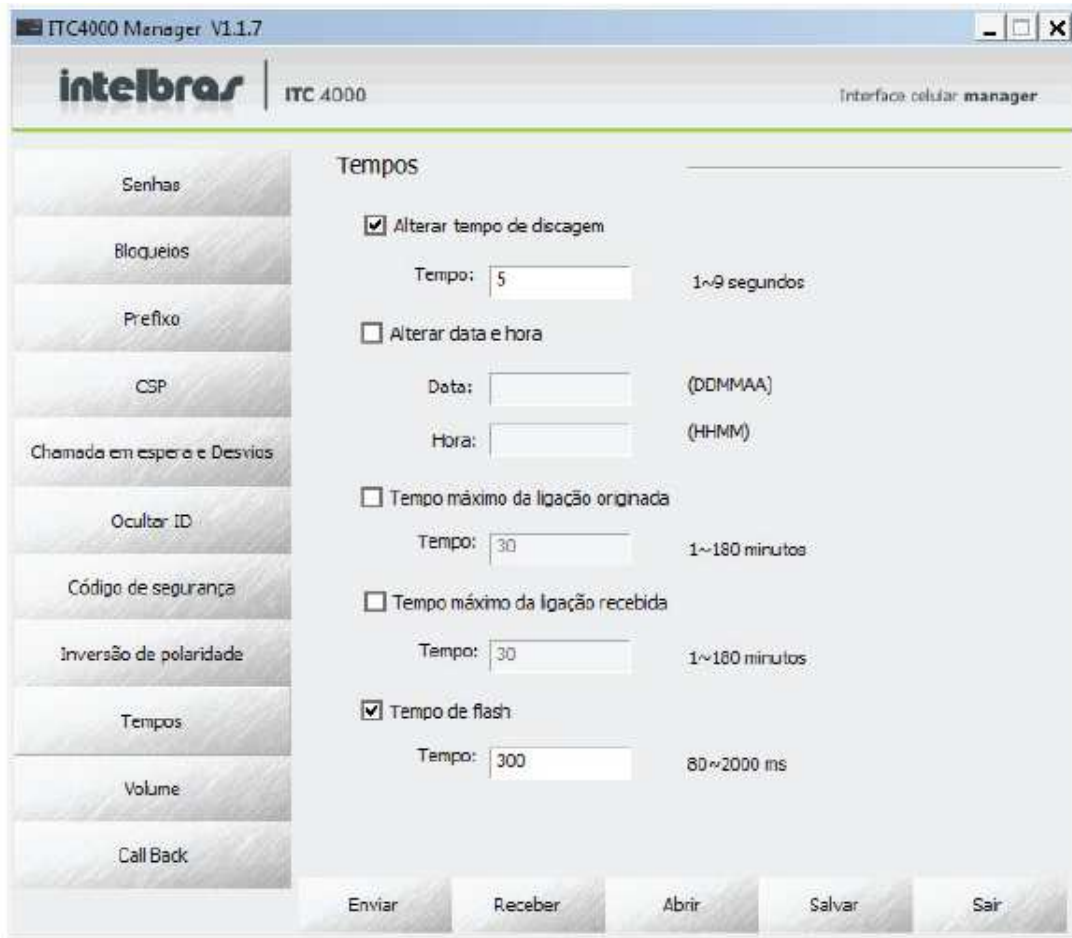 ITC4000 Manager V1.1.7
intelbras ITC 4000
Interface celular manager
Senhas
Bloqueios
Prefixo
CSP
Chamada em espera e Desvios
Ocultar ID
Código de segurança
Inversão de polaridade
Tempos
Volume
Call Back
Tempos
Alterar tempo de discagem
Tempo: 5 1~9 segundos
Alterar data e hora
Data: (DDMMAA)
Hora: (HHMM)
Tempo máximo da ligação originada
Tempo: 30 1~180 minutos
Tempo máximo da ligação recebida
Tempo: 30 1~180 minutos
Tempo de flash
Tempo: 300 80~2000 ms
Enviar Receber Abrir Salvar Sair